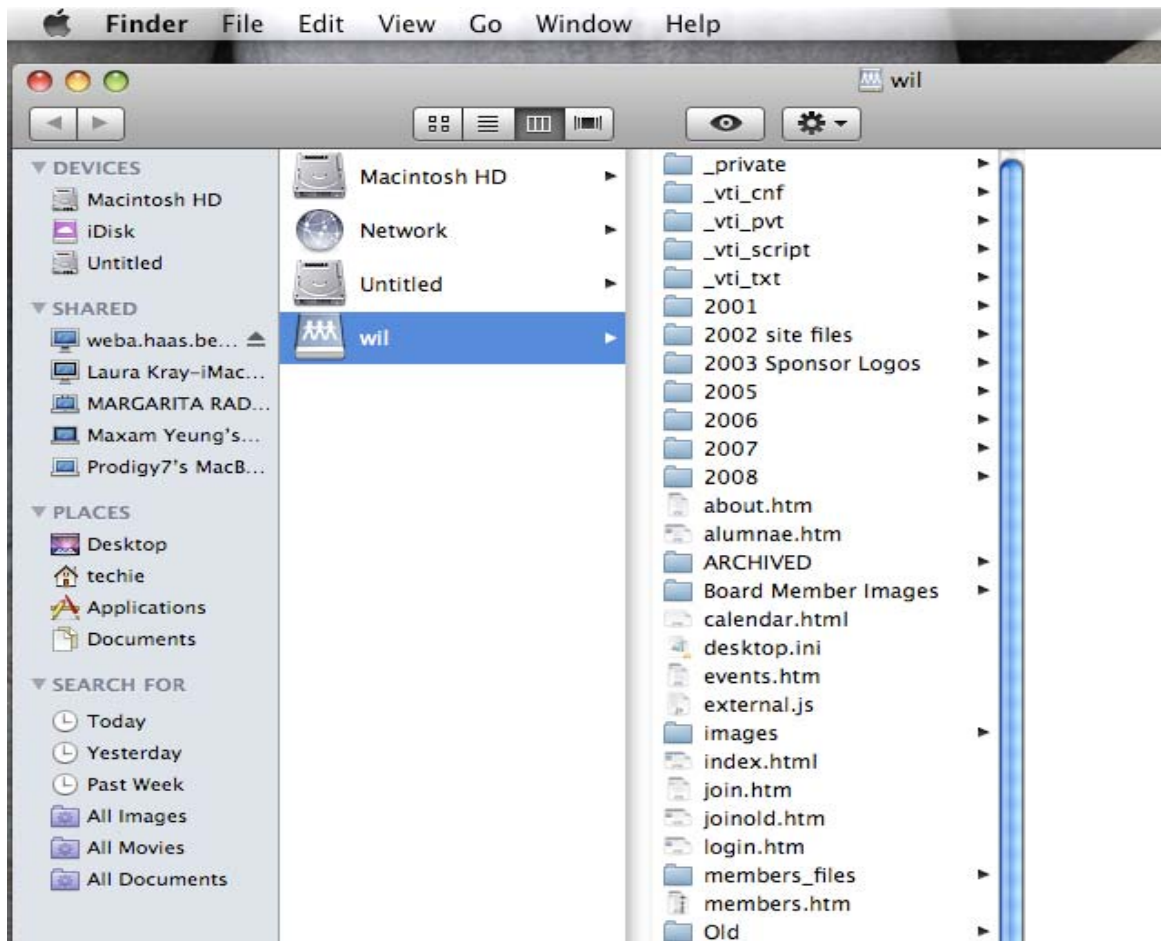 Finder File Edit View Go Window Help
wil
DEVICES
Macintosh HD
iDisk
Untitled
SHARED
weba.haas.be...
Laura Kray-iMac...
MARGARITA RAD...
Maxam Yeung's...
Prodigy7's MacB...
PLACES
Desktop
techie
Applications
Documents
SEARCH FOR
Today
Yesterday
Past Week
All Images
All Movies
All Documents
Macintosh HD
Network
Untitled
wil
_private
_vti_cnf
_vti_pvt
_vti_script
_vti_txt
2001
2002 site files
2003 Sponsor Logos
2005
2006
2007
2008
about.htm
alumnae.htm
ARCHIVED
Board Member Images
calendar.html
desktop.ini
events.htm
external.js
images
index.html
join.htm
joinold.htm
login.htm
members_files
members.htm
Old